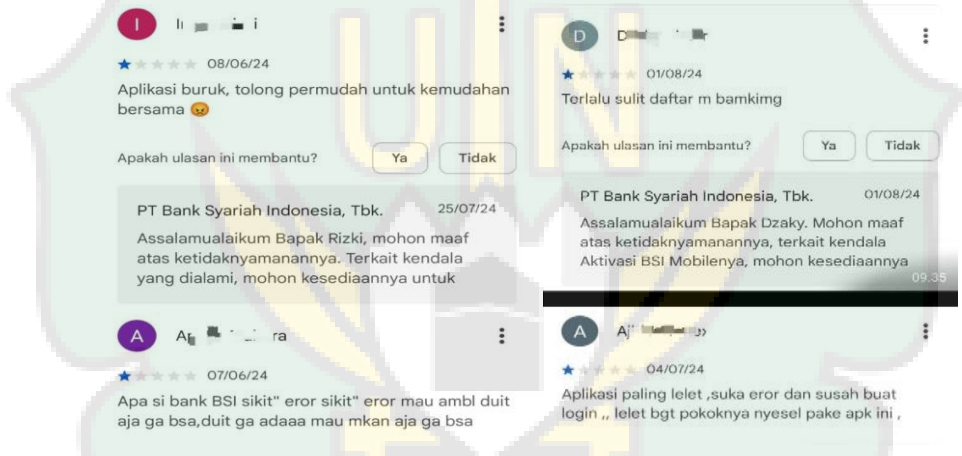 I
08/06/24
Aplikasi buruk, tolong permudah untuk kemudahan
bersama 😡
Apakah ulasan ini membantu?
Ya
Tidak
PT Bank Syariah Indonesia, Tbk.
25/07/24
Assalamualaikum Bapak Rizki, mohon maaf
atas ketidaknyamanannya. Terkait kendala
yang dialami, mohon kesediaannya untuk
A
07/06/24
Apa si bank BSI sikit" eror sikit" eror mau ambl duit
aja ga bsa,duit ga adaaa mau mkan aja ga bsa
D
01/08/24
Terlalu sulit daftar m bamkimg
Apakah ulasan ini membantu?
Ya
Tidak
PT Bank Syariah Indonesia, Tbk.
01/08/24
Assalamualaikum Bapak Dzaky. Mohon maaf
atas ketidaknyamanannya, terkait kendala
Aktivasi BSI Mobilenya, mohon kesediaannya
09.35
A
04/07/24
Aplikasi paling lelet ,suka eror dan susah buat
login ,, lelet bgt pokoknya nyesel pake apk ini ,
UIN